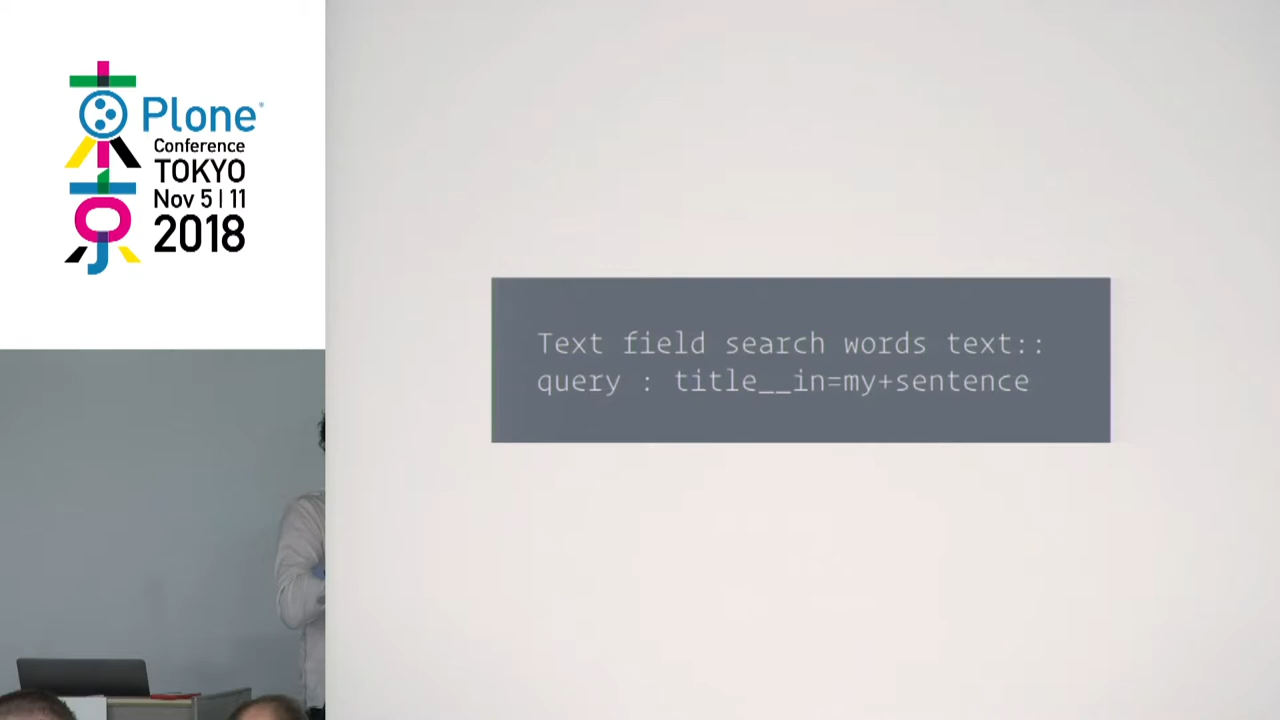 Plone®
Conference
TOKYO
Nov 5 | 11
2018
Text field search words text::
query : title__in=my+sentence